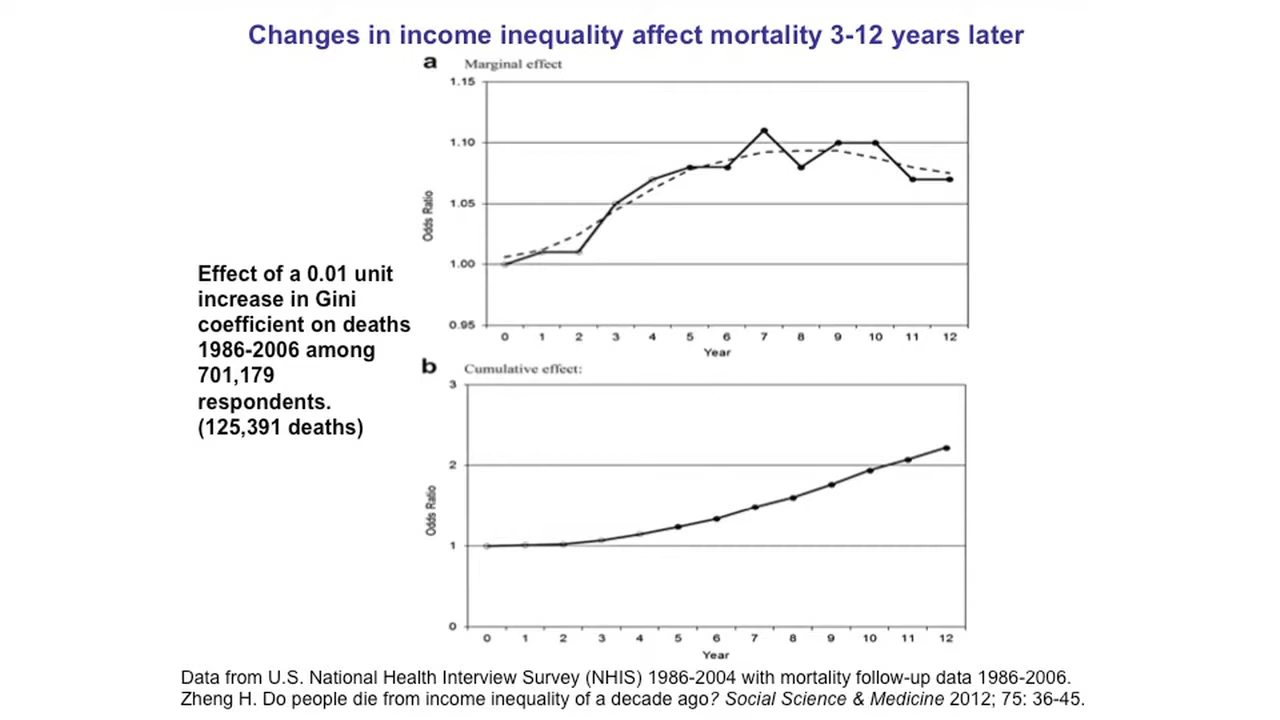 Changes in income inequality affect mortality 3-12 years later
a Marginal effect
1.15
1.10
1.05
1.00
0.95
Odds Ratio
0 1 2 3 4 5 6 7 8 9 10 11 12
Year
Effect of a 0.01 unit
increase in Gini
coefficient on deaths
1986-2006 among
701,179
respondents.
(125,391 deaths)
b Cumulative effect:
3
2
1
0
Odds Ratio
0 1 2 3 4 5 6 7 8 9 10 11 12
Year
Data from U.S. National Health Interview Survey (NHIS) 1986-2004 with mortality follow-up data 1986-2006.
Zheng H. Do people die from income inequality of a decade ago? Social Science & Medicine 2012; 75: 36-45.